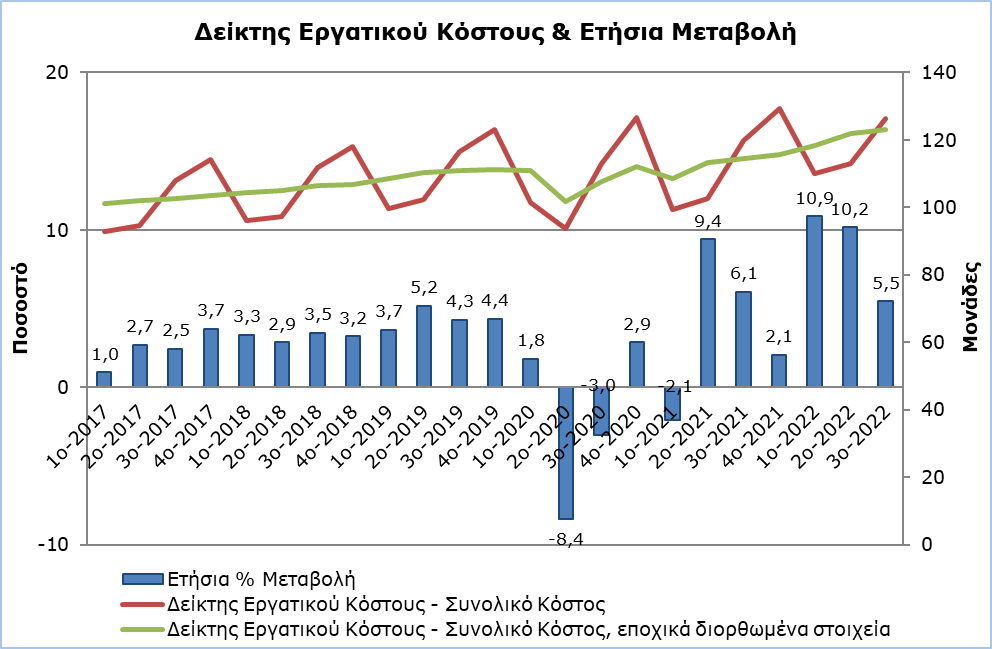 Δείκτης Εργατικού Κόστους & Ετήσια Μεταβολή
Ποσοστό
Μονάδες
20
10
0
-10
140
120
100
80
60
40
20
0
1,0
2,7
2,5
3,7
3,3
2,9
3,5
3,2
3,7
5,2
4,3
4,4
1,8
-8,4
-3,0
2,9
-2,1
9,4
6,1
2,1
10,9
10,2
5,5
1ο-2017
2ο-2017
3ο-2017
4ο-2017
1ο-2018
2ο-2018
3ο-2018
4ο-2018
1ο-2019
2ο-2019
3ο-2019
4ο-2019
1ο-2020
2ο-2020
3ο-2020
4ο-2020
1ο-2021
2ο-2021
3ο-2021
4ο-2021
1ο-2022
2ο-2022
3ο-2022
Ετήσια % Μεταβολή
Δείκτης Εργατικού Κόστους - Συνολικό Κόστος
Δείκτης Εργατικού Κόστους - Συνολικό Κόστος, εποχικά διορθωμένα στοιχεία